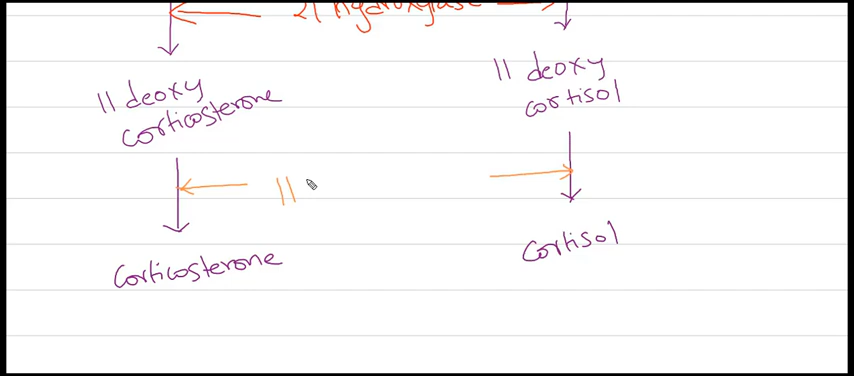 21 hydroxylase
11 deoxy
corticosterone
11 deoxy
cortisol
11
Corticosterone
Cortisol